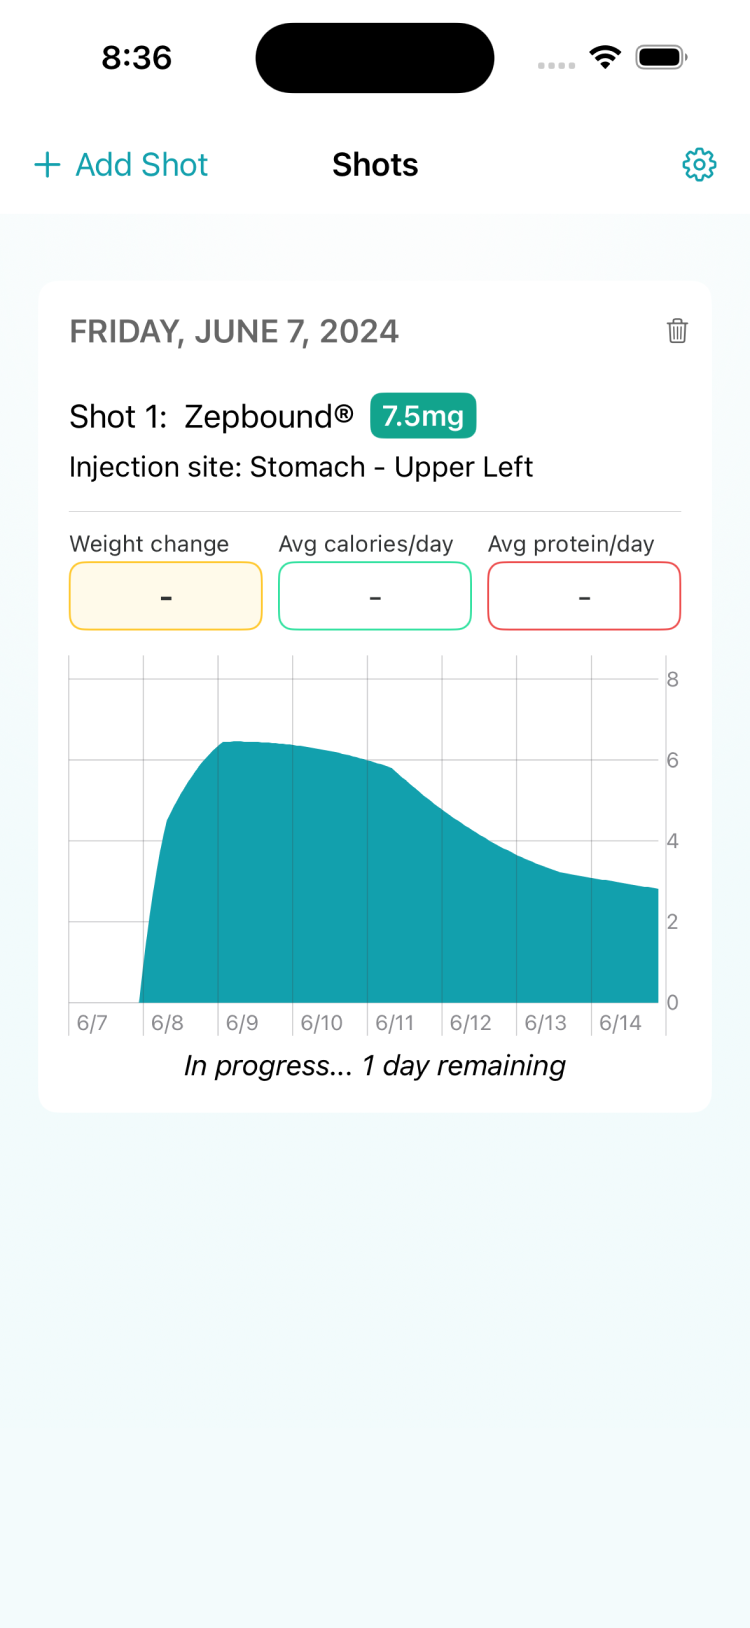 8:36
+ Add Shot
Shots
FRIDAY, JUNE 7, 2024
Shot 1: Zepbound® 7.5mg
Injection site: Stomach - Upper Left
Weight change Avg calories/day Avg protein/day
- - -
8
6
4
2
0
6/7 6/8 6/9 6/10 6/11 6/12 6/13 6/14
In progress... 1 day remaining